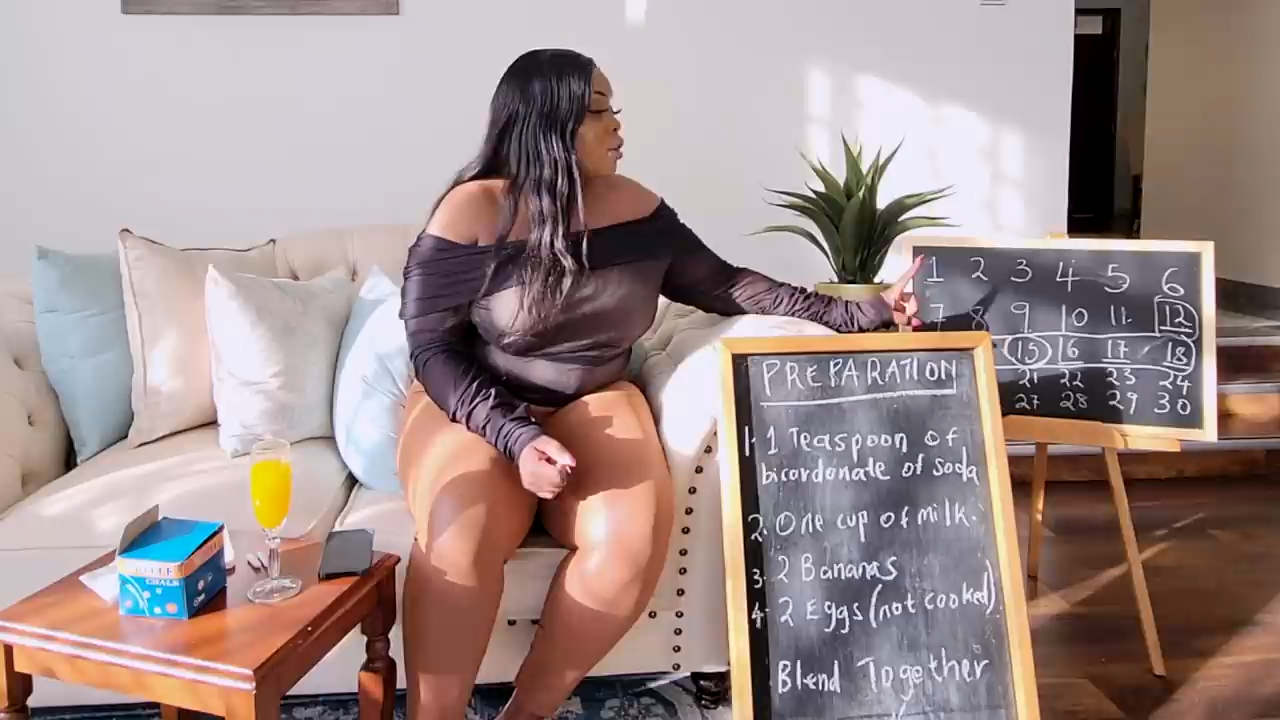 PREPARATION
1. 1 Teaspoon of
bicordonate of soda
2. One cup of milk.
3. 2 Bananas
4. 2 Eggs (not cooked)
Blend Together
1 2 3 4 5 6
7 8 9 10 11 12
15 16 17 18
21 22 23 24
27 28 29 30
CHALK